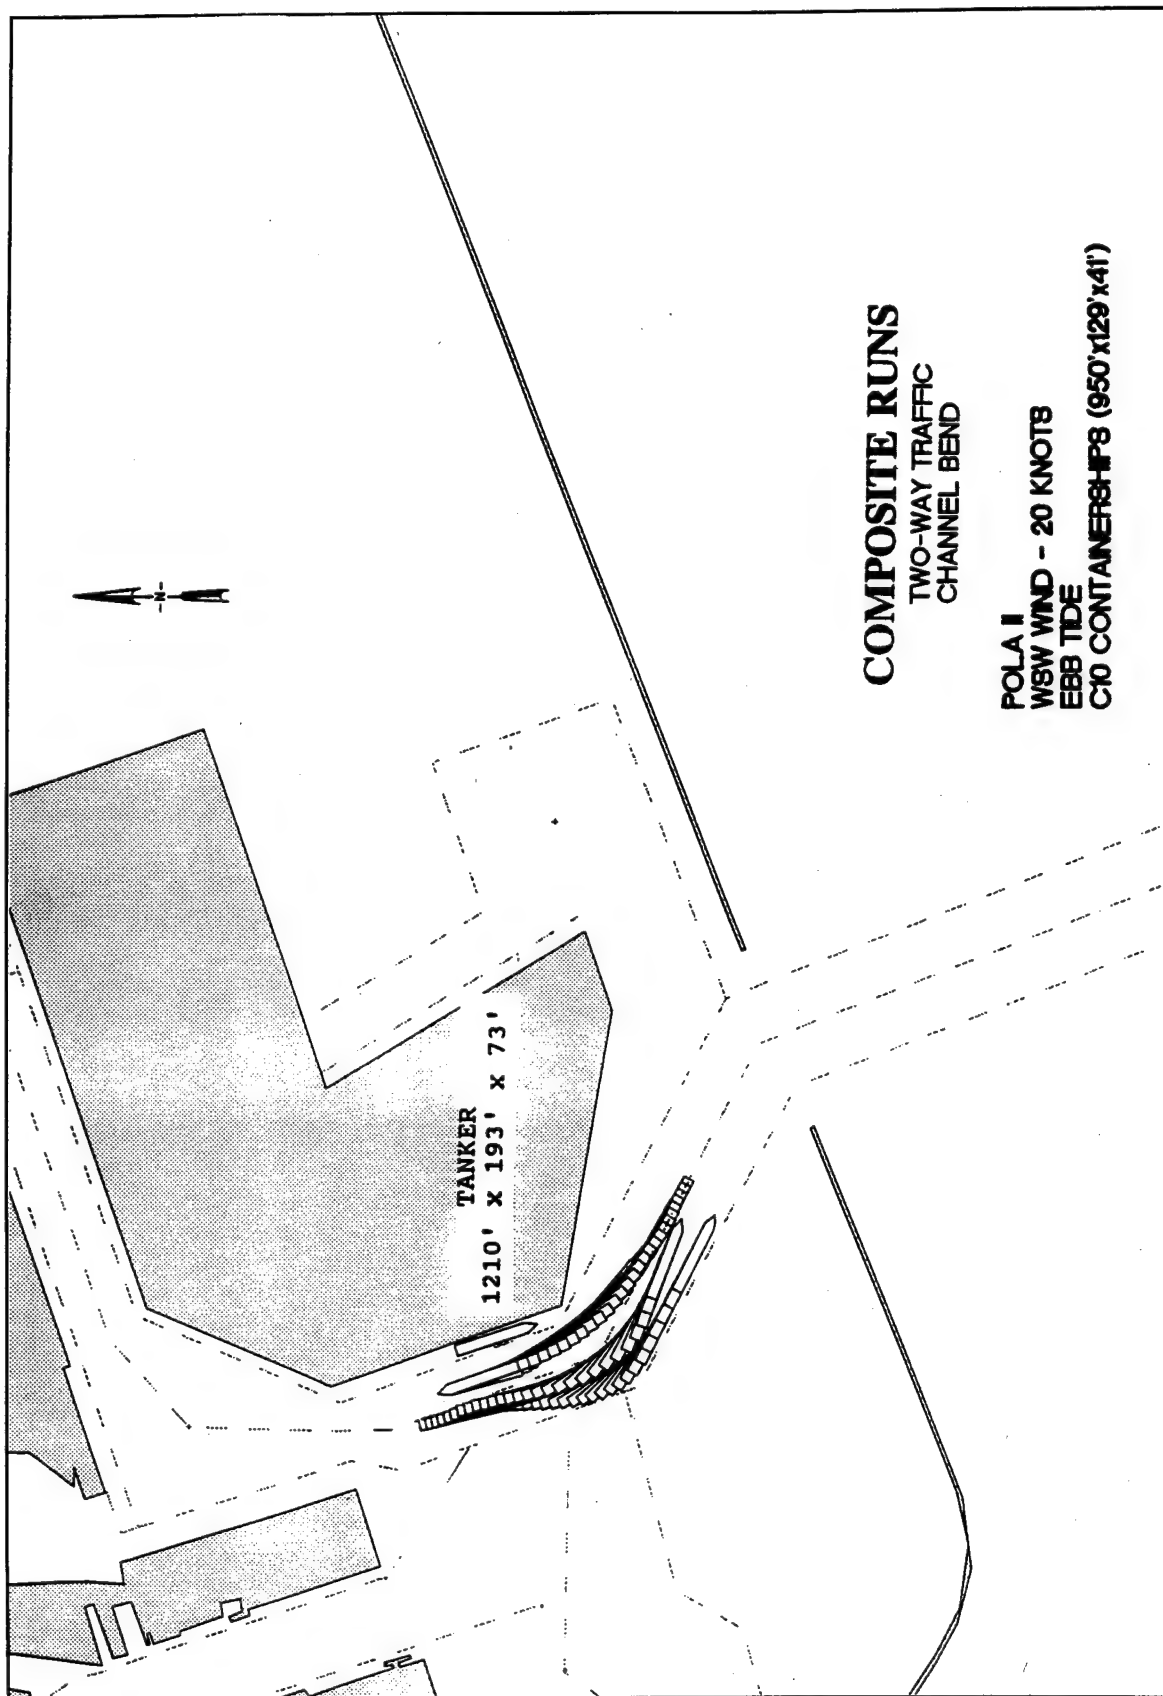 COMPOSITE RUNS
TWO-WAY TRAFFIC
CHANNEL BEND
POLA II
WSW WIND - 20 KNOTS
EBB TIDE
C10 CONTAINERSHIPS (950'x129'x41')
TANKER
1210' x 193' x 73'
-N-